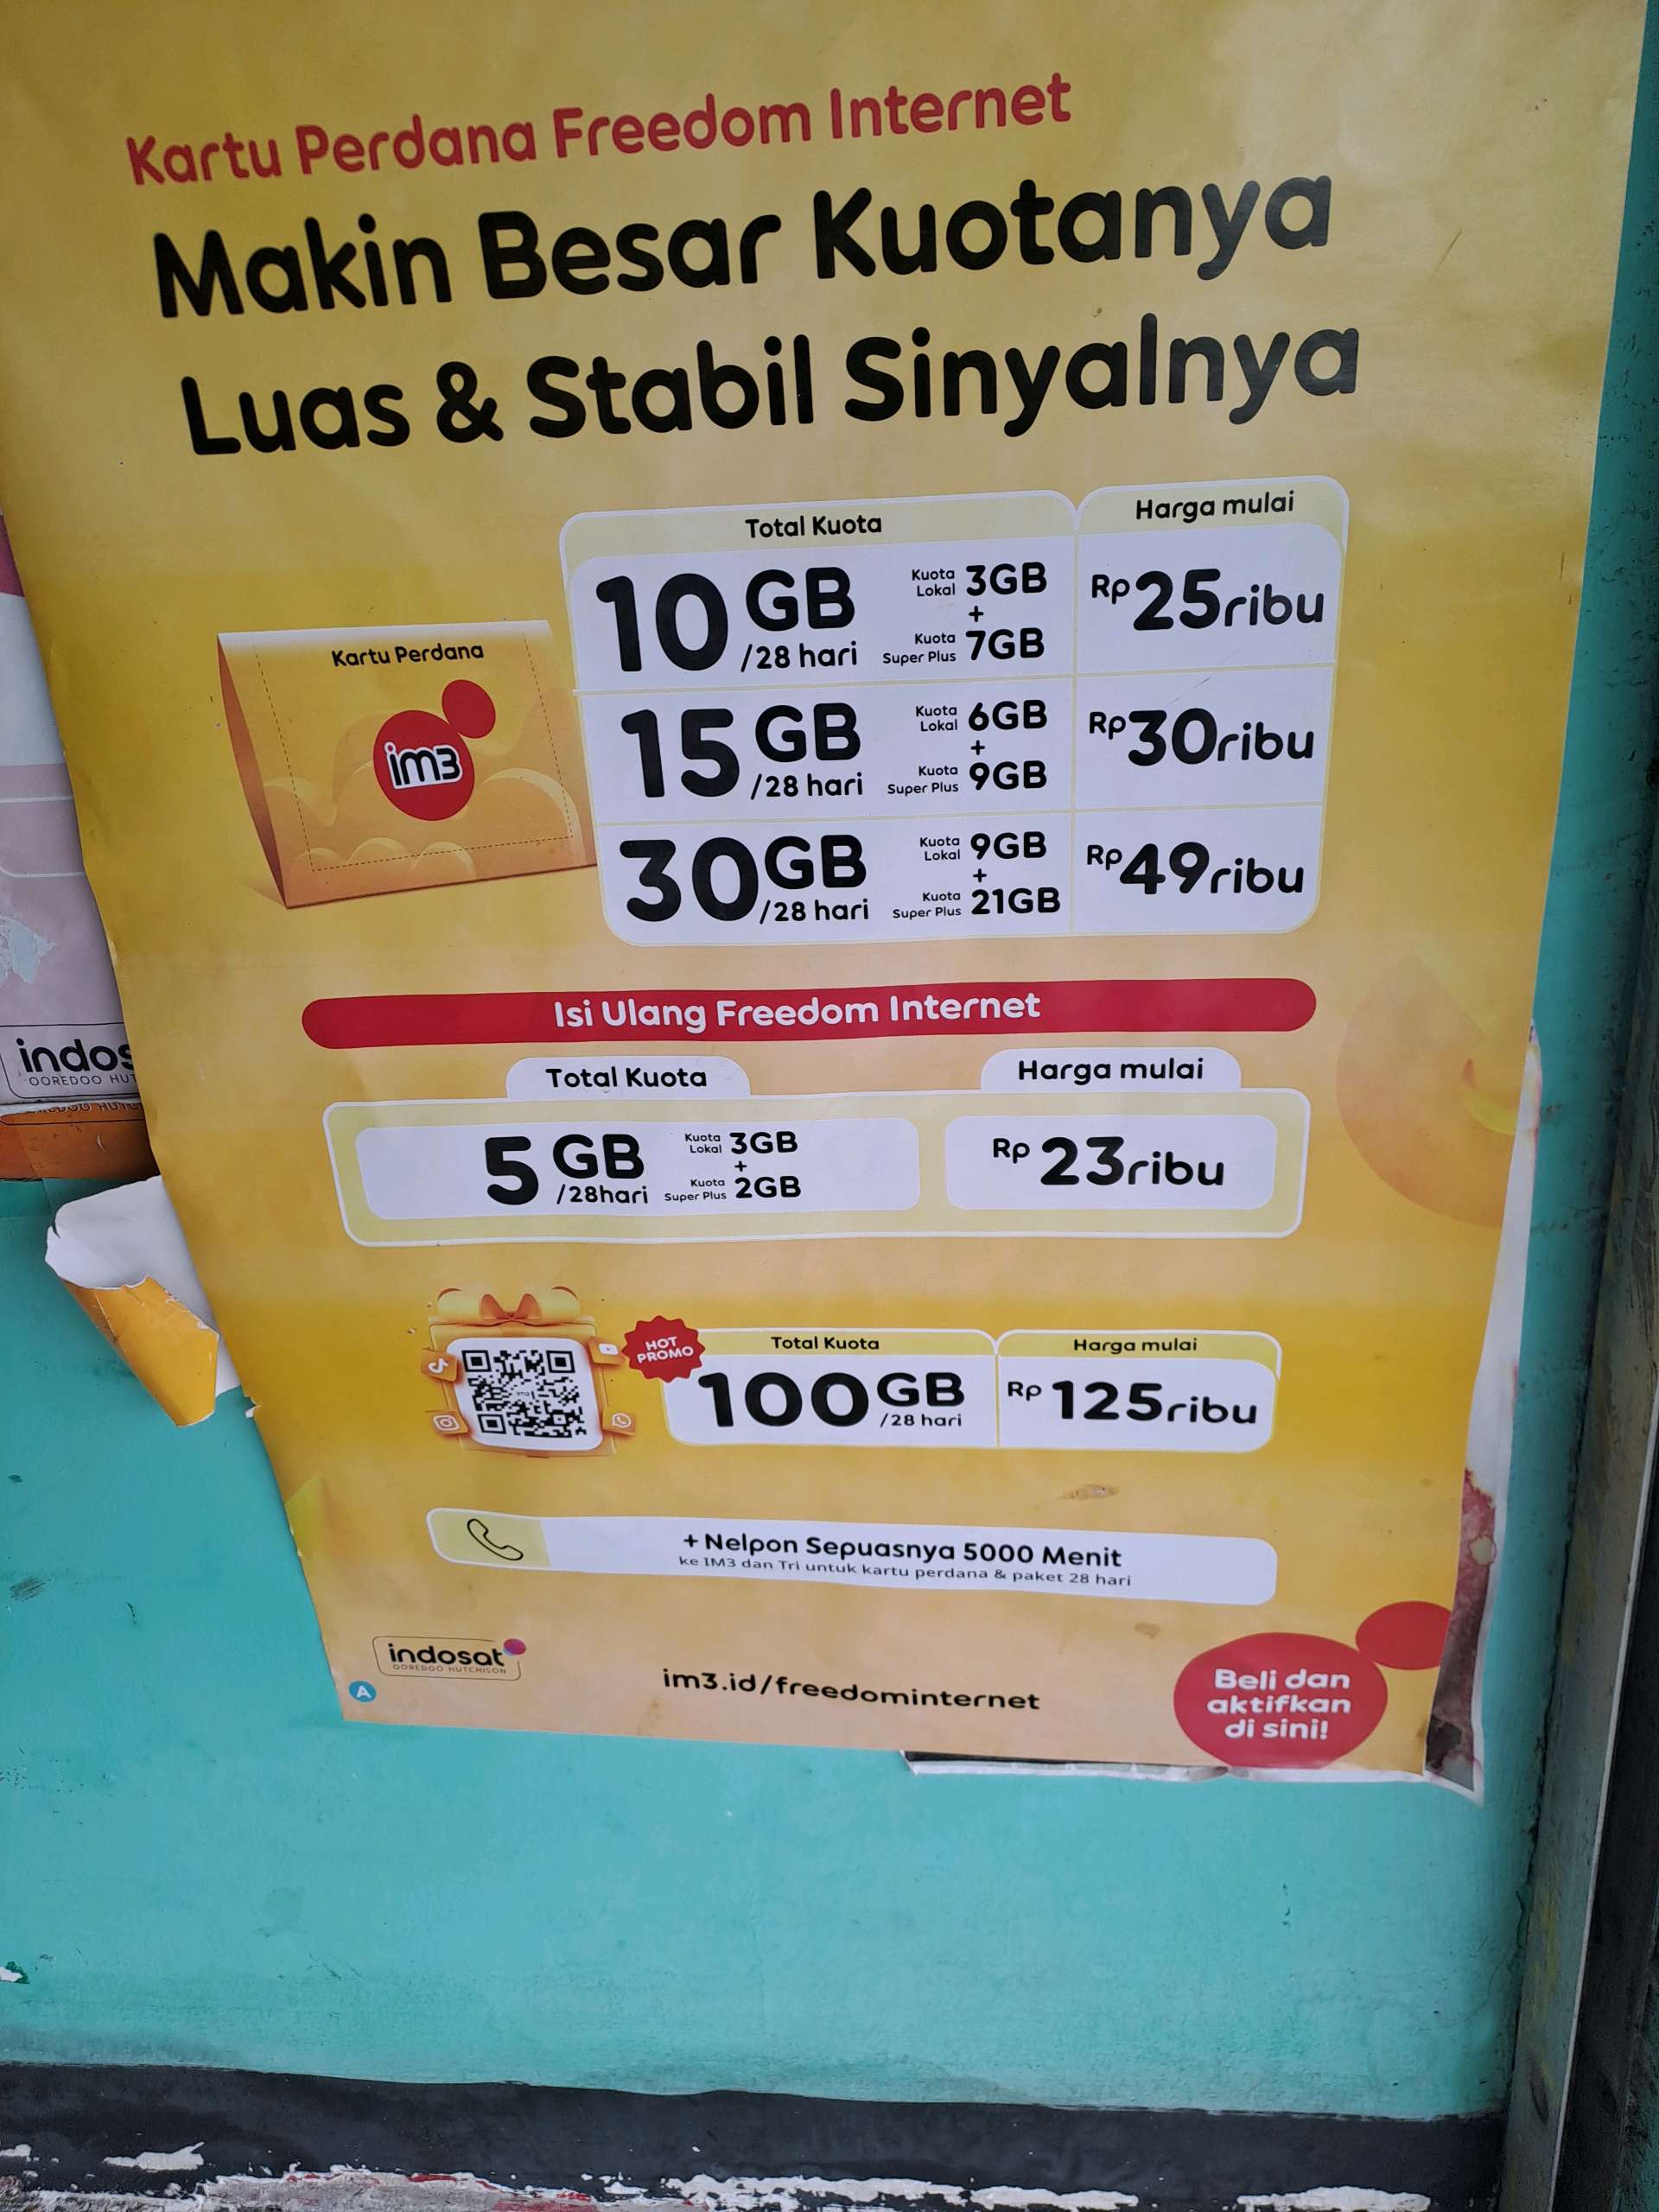 Kartu Perdana Freedom Internet
Makin Besar Kuotanya
Luas & Stabil Sinyalnya
Total Kuota
Harga mulai
Kartu Perdana
im3
10 GB /28 hari
Kuota Lokal 3GB
+
Kuota Super Plus 7GB
Rp25ribu
15 GB /28 hari
Kuota Lokal 6GB
+
Kuota Super Plus 9GB
Rp30ribu
30 GB /28 hari
Kuota Lokal 9GB
+
Kuota Super Plus 21GB
Rp49ribu
indos
OOREDOO HUT
Isi Ulang Freedom Internet
Total Kuota
Harga mulai
5 GB /28hari
Kuota Lokal 3GB
+
Kuota Super Plus 2GB
Rp 23ribu
HOT PROMO
Total Kuota
Harga mulai
100 GB /28 hari
Rp 125ribu
+ Nelpon Sepuasnya 5000 Menit
ke IM3 dan Tri untuk kartu perdana & paket 28 hari
indosat
OOREDOO HUTCHISON
A
im3.id/freedominternet
Beli dan
aktifkan
di sini!